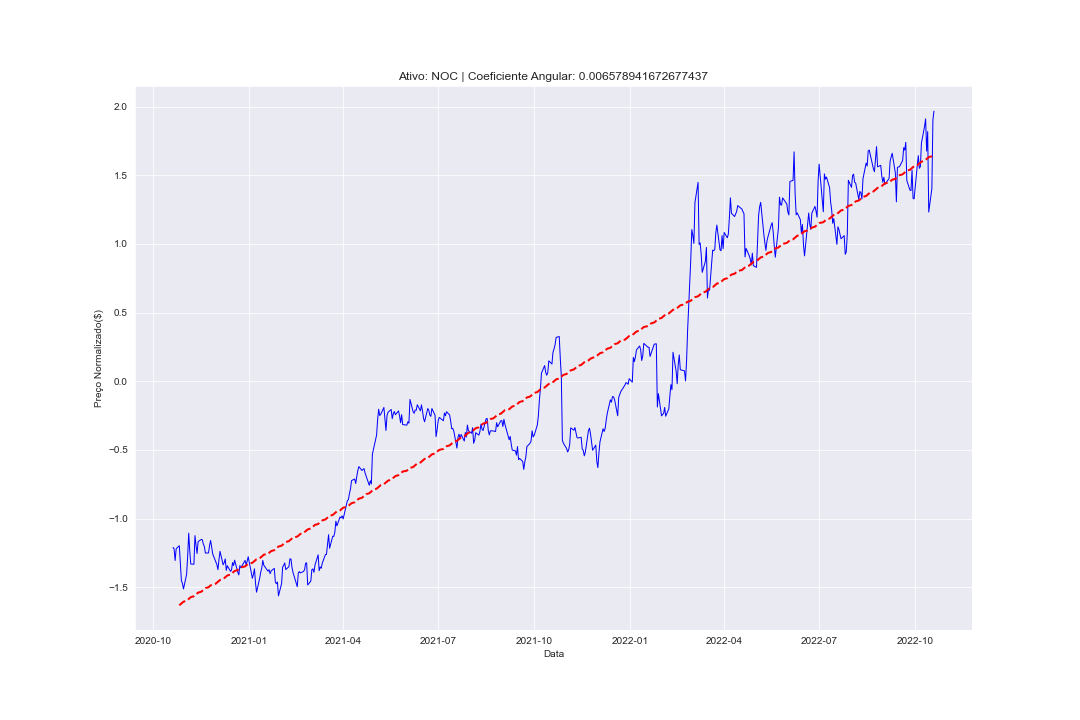 Ativo: NOC | Coeficiente Angular: 0.006578941672677437
2.0
1.5
1.0
0.5
0.0
−0.5
−1.0
−1.5
Preço Normalizado($)
2020-10 2021-01 2021-04 2021-07 2021-10 2022-01 2022-04 2022-07 2022-10
Data